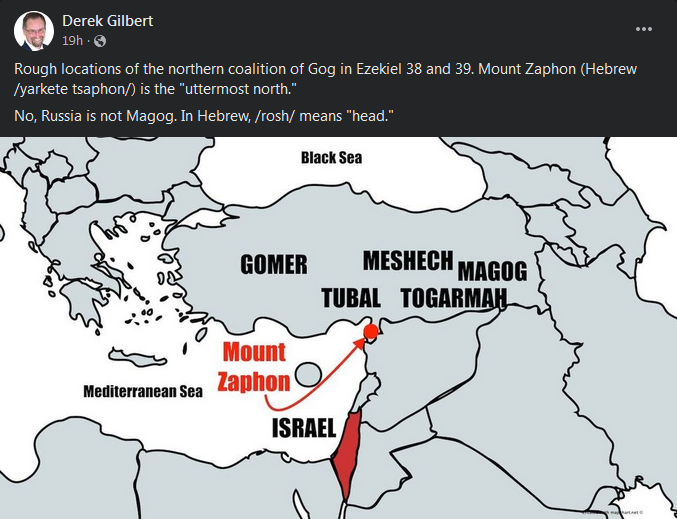 Derek Gilbert
19h ·
Rough locations of the northern coalition of Gog in Ezekiel 38 and 39. Mount Zaphon (Hebrew
/yarkete tsaphon/) is the "uttermost north."
No, Russia is not Magog. In Hebrew, /rosh/ means "head."
Black Sea
GOMER
MESHECH
MAGOG
TUBAL
TOGARMAH
Mount
Zaphon
Mediterranean Sea
ISRAEL
mapchart.net ©